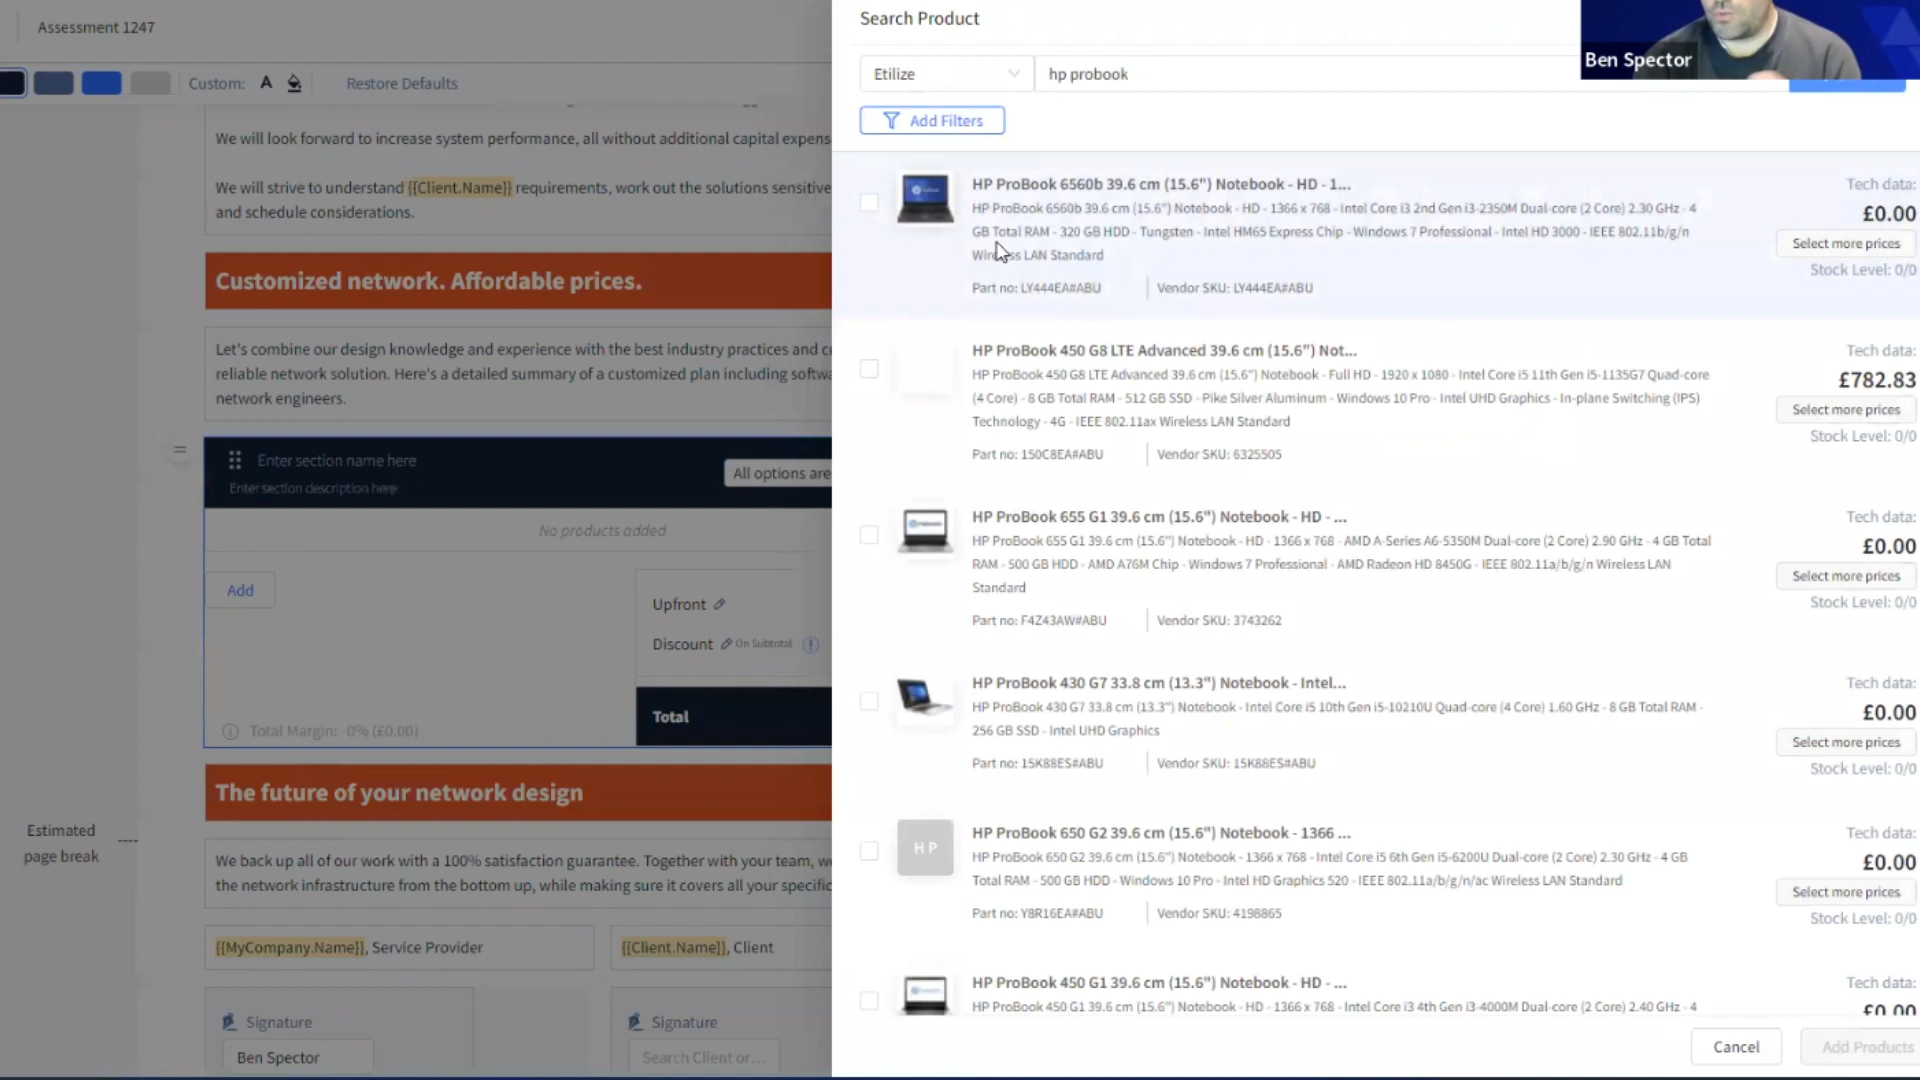 Assessment 1247
Custom: A
Restore Defaults
We will look forward to increase system performance, all without additional capital expens
We will strive to understand {{Client.Name}} requirements, work out the solutions sensitive
and schedule considerations.
Customized network. Affordable prices.
Let's combine our design knowledge and experience with the best industry practices and c
reliable network solution. Here's a detailed summary of a customized plan including softw
network engineers.
Enter section name here
Enter section description here
All options are
No products added
Add
Upfront
Discount
On Subtotal
Total
Total Margin: 0% (£0.00)
The future of your network design
Estimated
page break
We back up all of our work with a 100% satisfaction guarantee. Together with your team, w
the network infrastructure from the bottom up, while making sure it covers all your specific
{{MyCompany.Name}}, Service Provider
{{Client.Name}}, Client
Signature
Ben Spector
Signature
Search Client or...
Search Product
Ben Spector
Etilize
hp probook
Add Filters
HP ProBook 6560b 39.6 cm (15.6") Notebook - HD - 1...
HP ProBook 6560b 39.6 cm (15.6") Notebook - HD - 1366 x 768 - Intel Core i3 2nd Gen i3-2350M Dual-core (2 Core) 2.30 GHz - 4
GB Total RAM - 320 GB HDD - Tungsten - Intel HM65 Express Chip - Windows 7 Professional - Intel HD 3000 - IEEE 802.11b/g/n
Wireless LAN Standard
Part no: LY444EA#ABU
Vendor SKU: LY444EA#ABU
Tech data:
£0.00
Select more prices
Stock Level: 0/0
HP ProBook 450 G8 LTE Advanced 39.6 cm (15.6") Not...
HP ProBook 450 G8 LTE Advanced 39.6 cm (15.6") Notebook - Full HD - 1920 x 1080 - Intel Core i5 11th Gen i5-1135G7 Quad-core
(4 Core) - 8 GB Total RAM - 512 GB SSD - Pike Silver Aluminum - Windows 10 Pro - Intel UHD Graphics - In-plane Switching (IPS)
Technology - 4G - IEEE 802.11ax Wireless LAN Standard
Part no: 150C8EA#ABU
Vendor SKU: 6325505
Tech data:
£782.83
Select more prices
Stock Level: 0/0
HP ProBook 655 G1 39.6 cm (15.6") Notebook - HD - ...
HP ProBook 655 G1 39.6 cm (15.6") Notebook - HD - 1366 x 768 - AMD A-Series A6-5350M Dual-core (2 Core) 2.90 GHz - 4 GB Total
RAM - 500 GB HDD - AMD A76M Chip - Windows 7 Professional - AMD Radeon HD 8450G - IEEE 802.11a/b/g/n Wireless LAN
Standard
Part no: F4Z43AW#ABU
Vendor SKU: 3743262
Tech data:
£0.00
Select more prices
Stock Level: 0/0
HP ProBook 430 G7 33.8 cm (13.3") Notebook - Intel...
HP ProBook 430 G7 33.8 cm (13.3") Notebook - Intel Core i5 10th Gen i5-10210U Quad-core (4 Core) 1.60 GHz - 8 GB Total RAM -
256 GB SSD - Intel UHD Graphics
Part no: 15K88ES#ABU
Vendor SKU: 15K88ES#ABU
Tech data:
£0.00
Select more prices
Stock Level: 0/0
HP
HP ProBook 650 G2 39.6 cm (15.6") Notebook - 1366 ...
HP ProBook 650 G2 39.6 cm (15.6") Notebook - 1366 x 768 - Intel Core i5 6th Gen i5-6200U Dual-core (2 Core) 2.30 GHz - 4 GB
Total RAM - 500 GB HDD - Windows 10 Pro - Intel HD Graphics 520 - IEEE 802.11a/b/g/n/ac Wireless LAN Standard
Part no: Y8R16EA#ABU
Vendor SKU: 4198865
Tech data:
£0.00
Select more prices
Stock Level: 0/0
HP ProBook 450 G1 39.6 cm (15.6") Notebook - HD - ...
HP ProBook 450 G1 39.6 cm (15.6") Notebook - HD - 1366 x 768 - Intel Core i3 4th Gen i3-4000M Dual-core (2 Core) 2.40 GHz - 4
Tech data:
£0.00
Cancel
Add Products